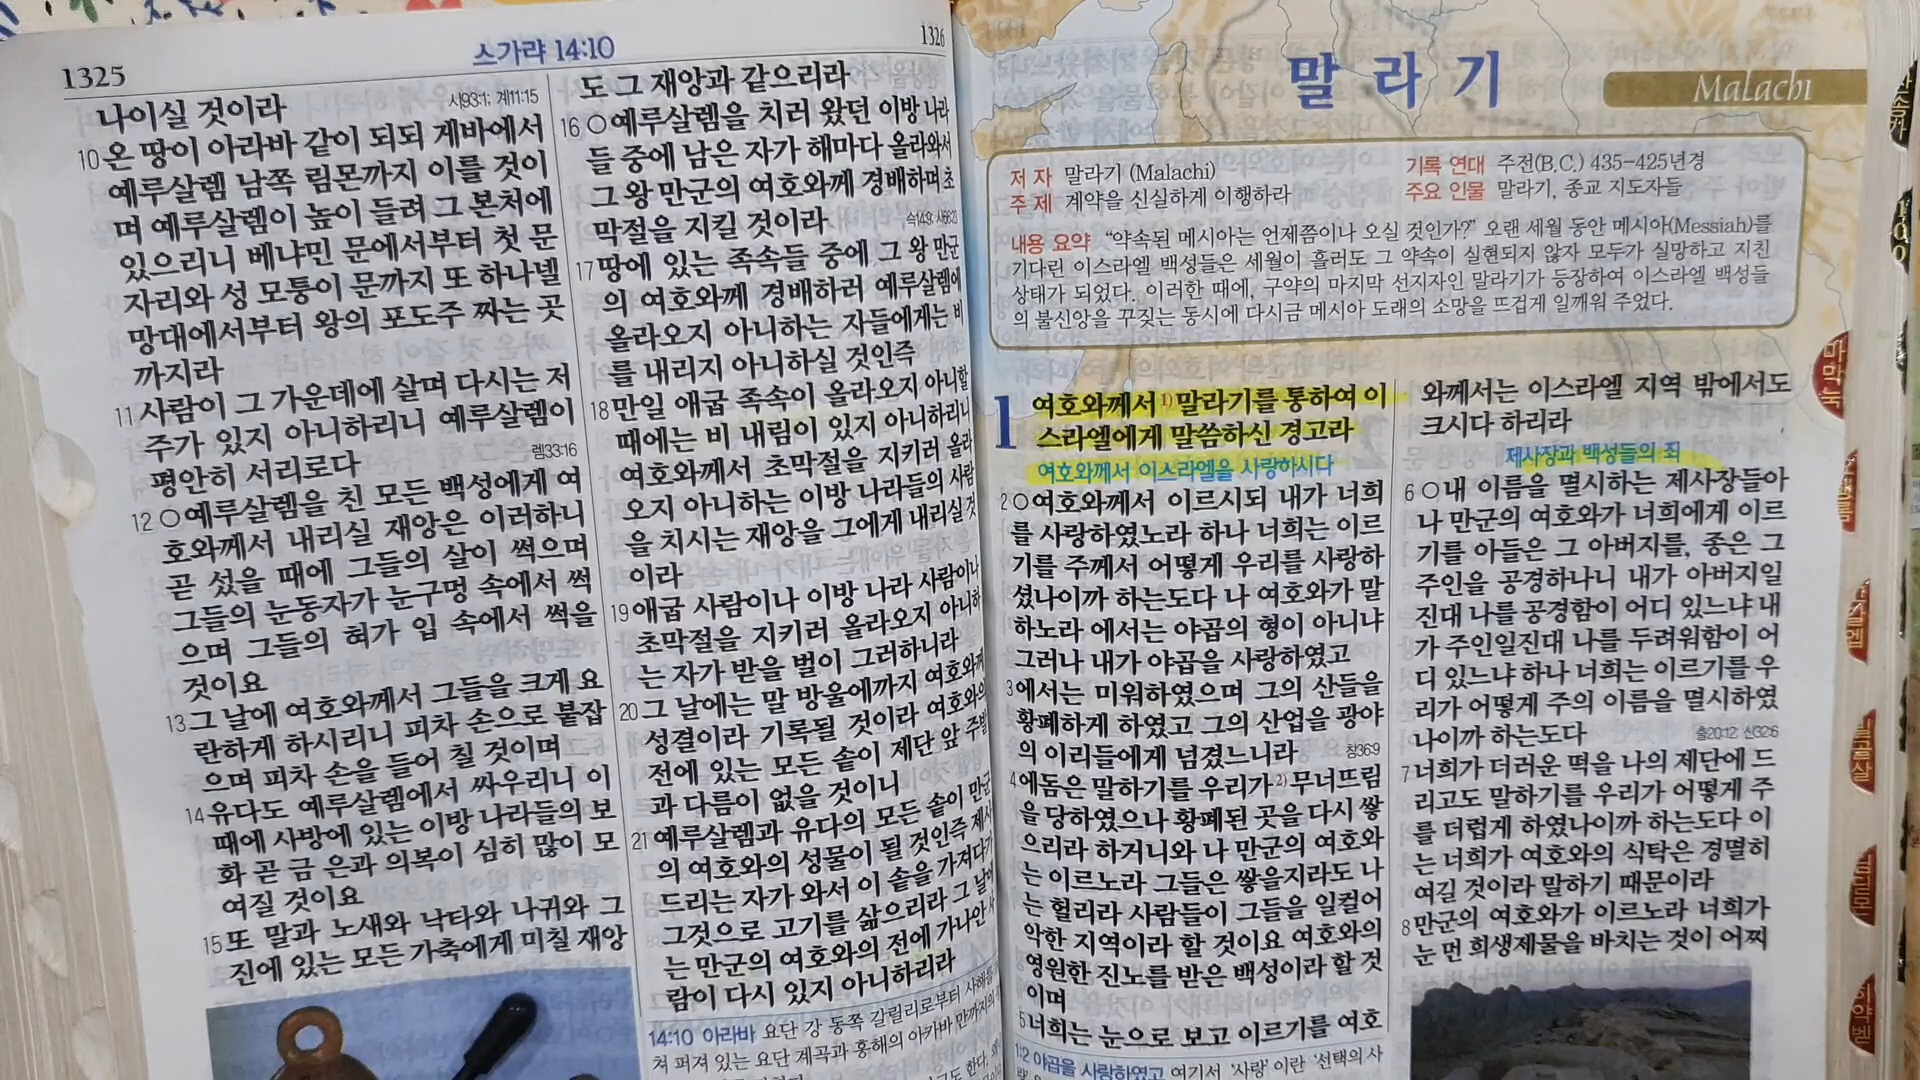 1325
스가랴 14:10
1326
나이실 것이라 시93:1; 계11:15
10 온 땅이 아라바 같이 되되 게바에서
예루살렘 남쪽 림몬까지 이를 것이
며 예루살렘이 높이 들려 그 본처에
있으리니 베냐민 문에서부터 첫 문
자리와 성 모퉁이 문까지 또 하나넬
망대에서부터 왕의 포도주 짜는 곳
까지라
11 사람이 그 가운데에 살며 다시는 저
주가 있지 아니하리니 예루살렘이
평안히 서리로다 렘33:16
12 ○예루살렘을 친 모든 백성에게 여
호와께서 내리실 재앙은 이러하니
곧 섰을 때에 그들의 살이 썩으며
그들의 눈동자가 눈구멍 속에서 썩
으며 그들의 혀가 입 속에서 썩을
것이요
13 그 날에 여호와께서 그들을 크게 요
란하게 하시리니 피차 손으로 붙잡
으며 피차 손을 들어 칠 것이며
14 유다도 예루살렘에서 싸우리니 이
때에 사방에 있는 이방 나라들의 보
화 곧 금 은과 의복이 심히 많이 모
여질 것이요
15 또 말과 노새와 낙타와 나귀와 그
진에 있는 모든 가축에게 미칠 재앙
도 그 재앙과 같으리라
16 ○예루살렘을 치러 왔던 이방 나라
들 중에 남은 자가 해마다 올라와서
그 왕 만군의 여호와께 경배하며 초
막절을 지킬 것이라
17 땅에 있는 족속들 중에 그 왕 만군
의 여호와께 경배하러 예루살렘에
올라오지 아니하는 자들에게는 비
를 내리지 아니하실 것인즉
18 만일 애굽 족속이 올라오지 아니할
때에는 비 내림이 있지 아니하리니
여호와께서 초막절을 지키러 올라
오지 아니하는 이방 나라들의 사람
을 치시는 재앙을 그에게 내리실 것
이라
19 애굽 사람이나 이방 나라 사람이나
초막절을 지키러 올라오지 아니하
는 자가 받을 벌이 그러하니라
20 그 날에는 말 방울에까지 여호와께
성결이라 기록될 것이라 여호와의
전에 있는 모든 솥이 제단 앞 주발
과 다름이 없을 것이니
21 예루살렘과 유다의 모든 솥이 만군
의 여호와의 성물이 될 것인즉 제사
드리는 자가 와서 이 솥을 가져다가
그것으로 고기를 삶으리라 그 날에
는 만군의 여호와의 전에 가나안 사
람이 다시 있지 아니하리라
14:10 아라바 요단 강 동쪽 갈릴리로부터 사해를
쳐 퍼져 있는 요단 계곡과 홍해의 아카바 만까지의
말라기
Malachi
저 자 말라기 (Malachi)
주 제 계약을 신실하게 이행하라
기록 연대 주전(B.C.) 435-425년경
주요 인물 말라기, 종교 지도자들
내용 요약 “약속된 메시아는 언제쯤이나 오실 것인가?” 오랜 세월 동안 메시아(Messiah)를
기다린 이스라엘 백성들은 세월이 흘러도 그 약속이 실현되지 않자 모두가 실망하고 지친
상태가 되었다. 이러한 때에, 구약의 마지막 선지자인 말라기가 등장하여 이스라엘 백성들
의 불신앙을 꾸짖는 동시에 다시금 메시아 도래의 소망을 뜨겁게 일깨워 주었다.
1 여호와께서 1)말라기를 통하여 이
스라엘에게 말씀하신 경고라
여호와께서 이스라엘을 사랑하시다
2 ○여호와께서 이르시되 내가 너희
를 사랑하였노라 하나 너희는 이르
기를 주께서 어떻게 우리를 사랑하
셨나이까 하는도다 나 여호와가 말
하노라 에서는 야곱의 형이 아니냐
그러나 내가 야곱을 사랑하였고
3 에서는 미워하였으며 그의 산들을
황폐하게 하였고 그의 산업을 광야
의 이리들에게 넘겼느니라 창36:9
4 에돔은 말하기를 우리가 2)무너뜨림
을 당하였으나 황폐된 곳을 다시 쌓
으리라 하거니와 나 만군의 여호와
는 이르노라 그들은 쌓을지라도 나
는 헐리라 사람들이 그들을 일컬어
악한 지역이라 할 것이요 여호와의
영원한 진노를 받은 백성이라 할 것
이며
5 너희는 눈으로 보고 이르기를 여호
1:2 야곱을 사랑하였고 여기서 ‘사랑’ 이란 ‘선택의 사
와께서는 이스라엘 지역 밖에서도
크시다 하리라
제사장과 백성들의 죄
6 ○내 이름을 멸시하는 제사장들아
나 만군의 여호와가 너희에게 이르
기를 아들은 그 아버지를, 종은 그
주인을 공경하나니 내가 아버지일
진대 나를 공경함이 어디 있느냐 내
가 주인일진대 나를 두려워함이 어
디 있느냐 하나 너희는 이르기를 우
리가 어떻게 주의 이름을 멸시하였
나이까 하는도다 출20:12; 신32:6
7 너희가 더러운 떡을 나의 제단에 드
리고도 말하기를 우리가 어떻게 주
를 더럽게 하였나이까 하는도다 이
는 너희가 여호와의 식탁은 경멸히
여길 것이라 말하기 때문이라
8 만군의 여호와가 이르노라 너희가
눈 먼 희생제물을 바치는 것이 어찌
마막눅